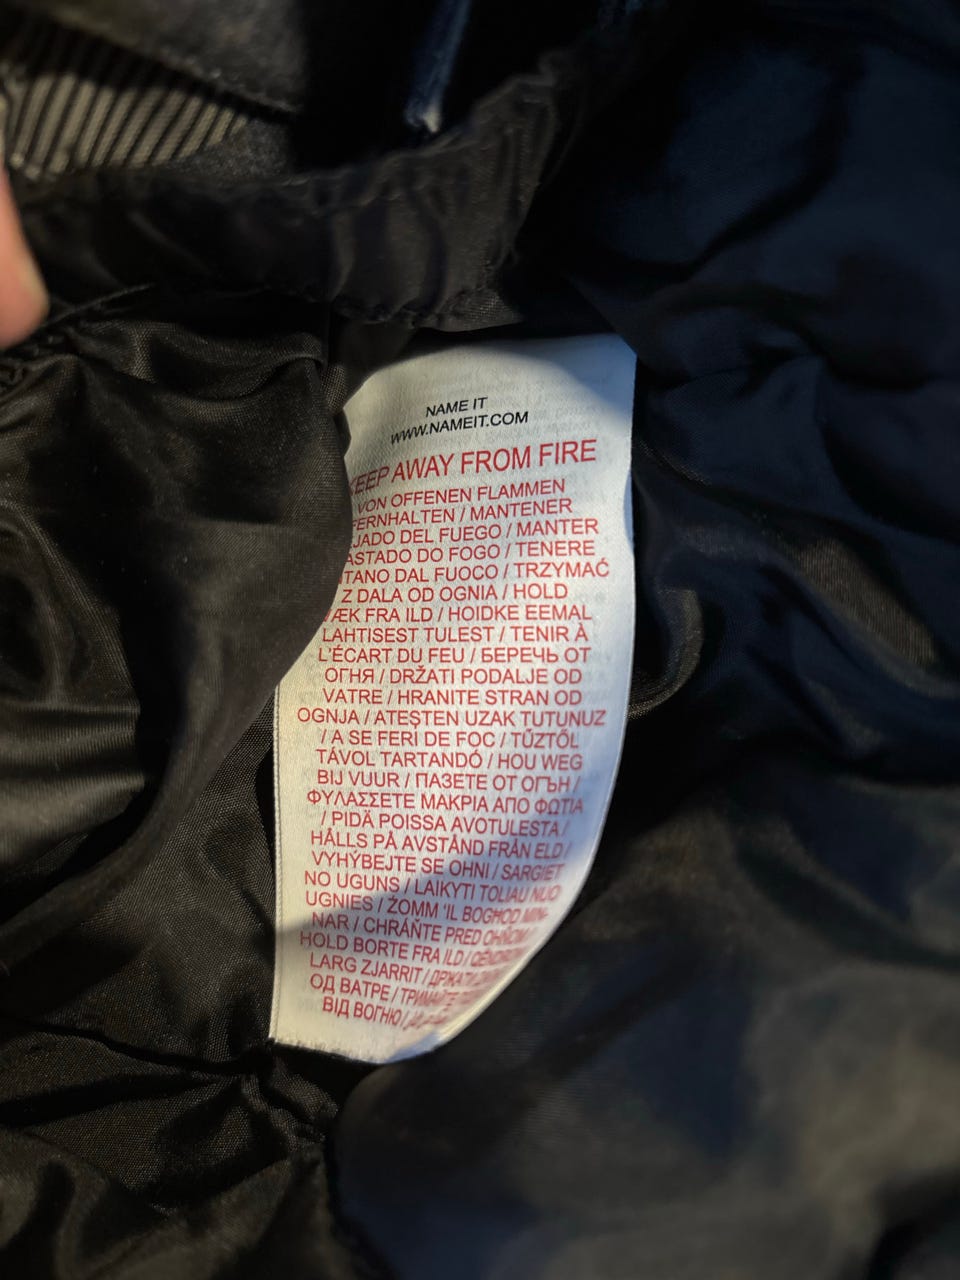 NAME IT
WWW.NAMEIT.COM
KEEP AWAY FROM FIRE
VON OFFENEN FLAMMEN
FERNHALTEN / MANTENER
JADO DEL FUEGO / MANTER
ASTADO DO FOGO / TENERE
TANO DAL FUOCO / TRZYMAĆ
Z DALA OD OGNIA / HOLD
VÆK FRA ILD / HOIDKE EEMAL
LAHTISEST TULEST / TENIR À
L'ÉCART DU FEU / БЕРЕЧЬ ОТ
ОГНЯ / DRŽATI PODALJE OD
VATRE / HRANITE STRAN OD
OGNJA / ATEŞTEN UZAK TUTUNUZ
/ A SE FERI DE FOC / TŰZTŐL
TÁVOL TARTANDÓ / HOU WEG
BIJ VUUR / ПАЗЕТЕ ОТ ОГЪН /
ΦΥΛΑΣΣΕΤΕ ΜΑΚΡΙΑ ΑΠΟ ΦΩΤΙΑ
/ PIDÄ POISSA AVOTULESTA /
HÅLLS PÅ AVSTÅND FRÅN ELD /
VYHÝBEJTE SE OHNI / SARGIET
NO UGUNS / LAIKYTI TOLIAU NUO
UGNIES / ŻOMM 'IL BOGĦOD MIN-
NAR / CHRÁŇTE PRED OHŇOM /
HOLD BORTE FRA ILD /
LARG ZJARRIT / ДРЖАТИ
ОД ВАТРЕ / ТРИМАЙТЕ
ВІД ВОГНЮ /